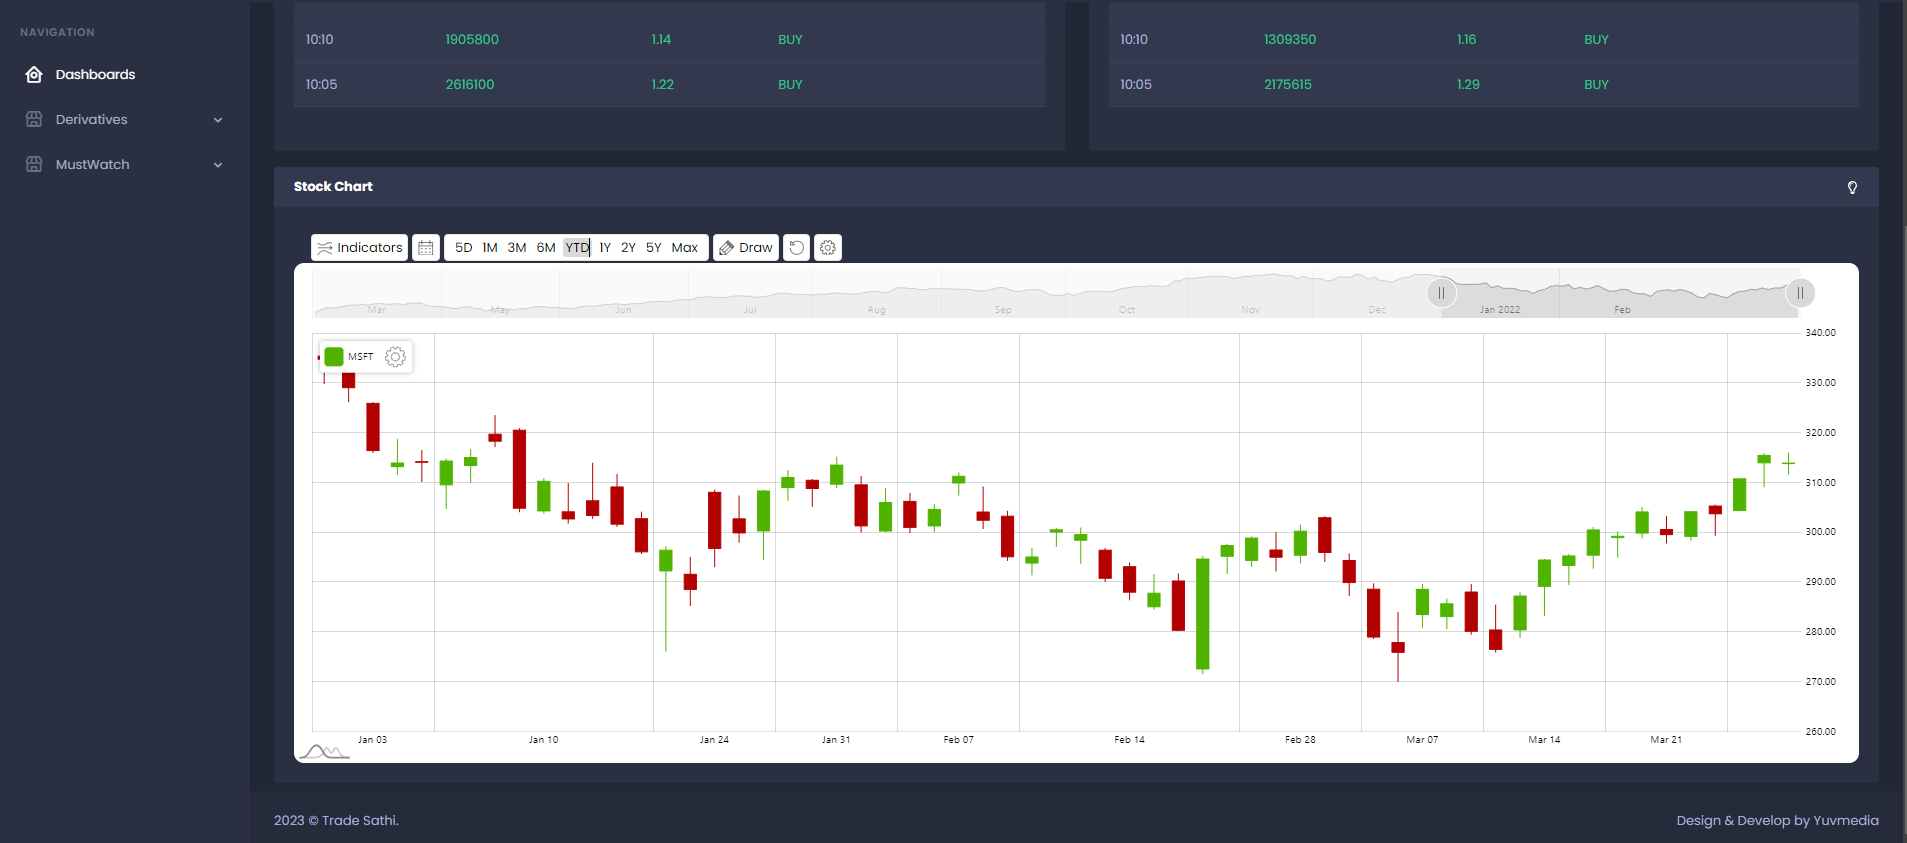 NAVIGATION
Dashboards
Derivatives
MustWatch
10:10 1905800 1.14 BUY
10:05 2616100 1.22 BUY
10:10 1309350 1.16 BUY
10:05 2175615 1.29 BUY
Stock Chart
Indicators 5D 1M 3M 6M YTD 1Y 2Y 5Y Max Draw
Mar May Jun Jul Aug Sep Oct Nov Dec Jan 2022 Feb
MSFT
340.00
330.00
320.00
310.00
300.00
290.00
280.00
270.00
260.00
Jan 03 Jan 10 Jan 24 Jan 31 Feb 07 Feb 14 Feb 28 Mar 07 Mar 14 Mar 21
2023 © Trade Sathi.
Design & Develop by Yuvmedia